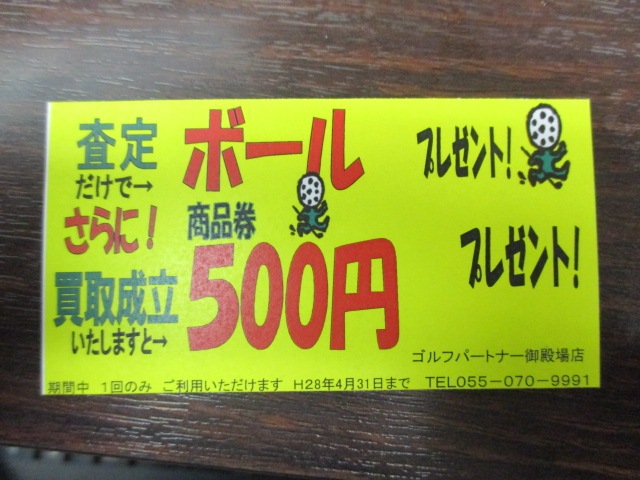 査定
だけで→
ボール
プレゼント!
さらに!
商品券
買取成立
いたしますと→
500円
プレゼント!
ゴルフパートナー御殿場店
期間中 1回のみ ご利用いただけます H28年4月31日まで TEL055-070-9991